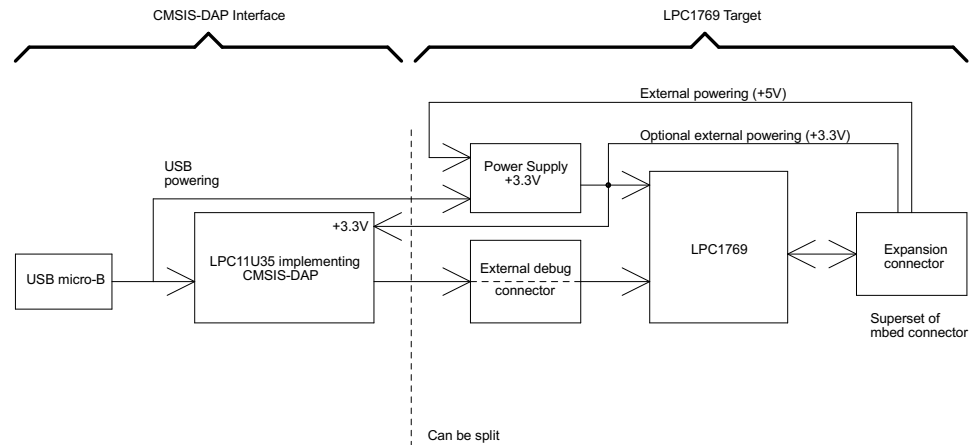 CMSIS-DAP Interface
LPC1769 Target
External powering (+5V)
Optional external powering (+3.3V)
USB
powering
Power Supply
+3.3V
+3.3V
LPC11U35 implementing
CMSIS-DAP
USB micro-B
External debug
connector
LPC1769
Expansion
connector
Superset of
mbed connector
Can be split